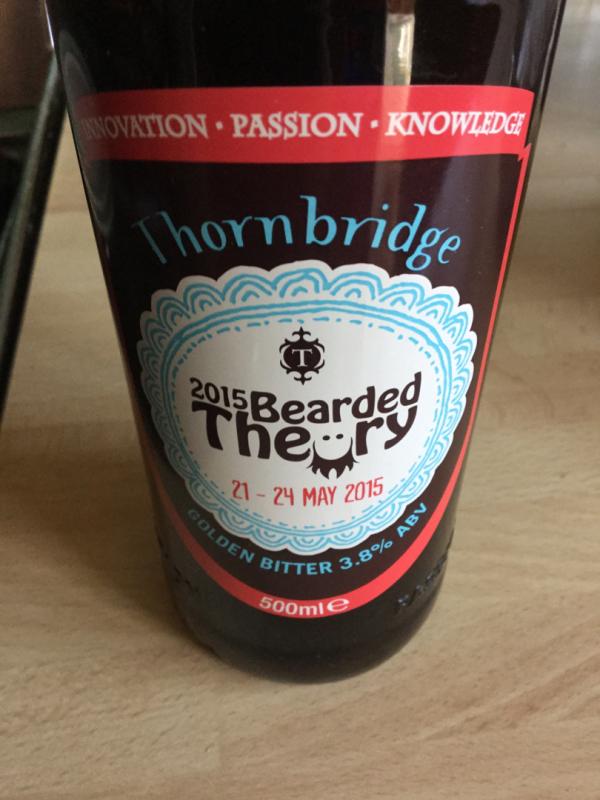 INNOVATION · PASSION · KNOWLEDGE
Thornbridge
T
2015 Bearded
Theory
21 - 24 MAY 2015
GOLDEN BITTER 3.8% ABV
500ml e